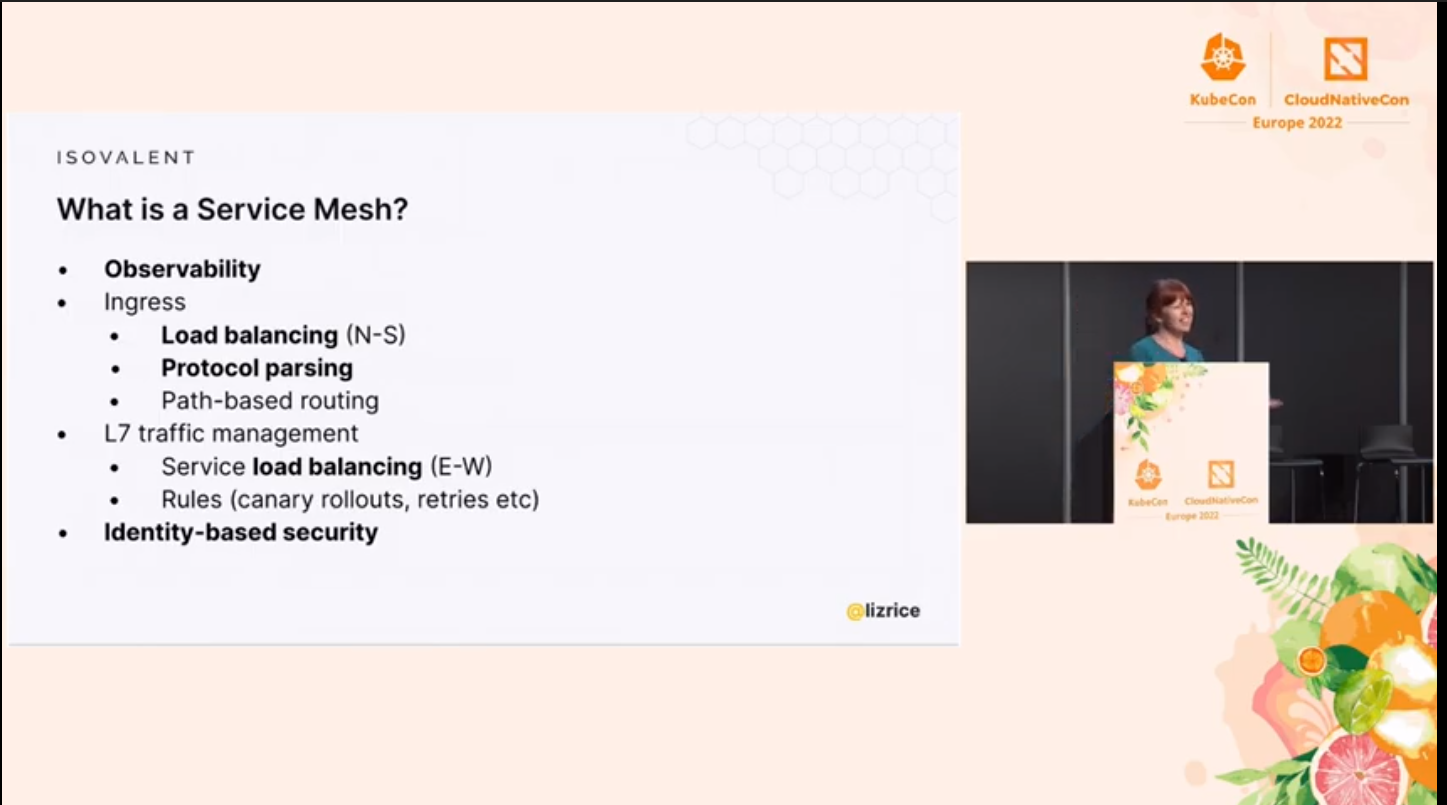 KubeCon
CloudNativeCon
Europe 2022
ISOVALENT
What is a Service Mesh?
• Observability
• Ingress
• Load balancing (N-S)
• Protocol parsing
• Path-based routing
• L7 traffic management
• Service load balancing (E-W)
• Rules (canary rollouts, retries etc)
• Identity-based security
@lizrice
KubeCon
CloudNativeCon
Europe 2022